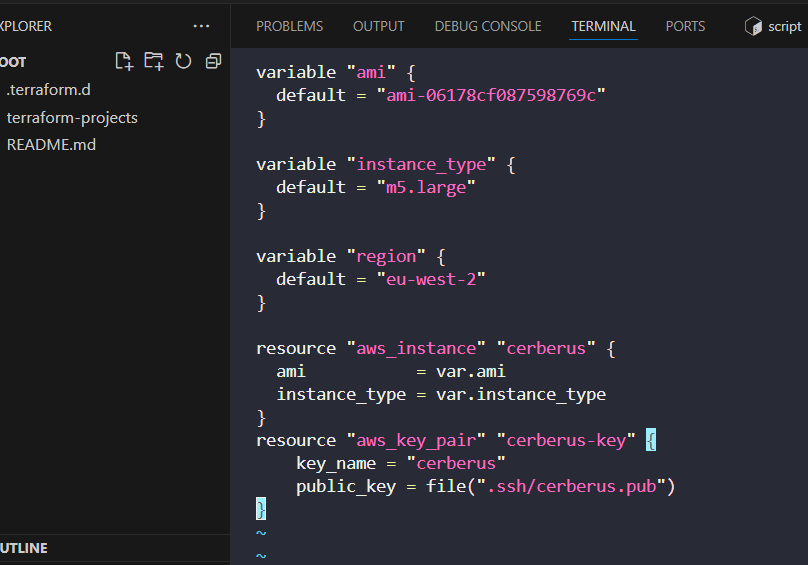 XPLORER
...
OOT
.terraform.d
terraform-projects
README.md
UTLINE
PROBLEMS OUTPUT DEBUG CONSOLE TERMINAL PORTS script
variable "ami" {
  default = "ami-06178cf087598769c"
}

variable "instance_type" {
  default = "m5.large"
}

variable "region" {
  default = "eu-west-2"
}

resource "aws_instance" "cerberus" {
  ami           = var.ami
  instance_type = var.instance_type
}
resource "aws_key_pair" "cerberus-key" {
    key_name = "cerberus"
    public_key = file(".ssh/cerberus.pub")
}
~
~